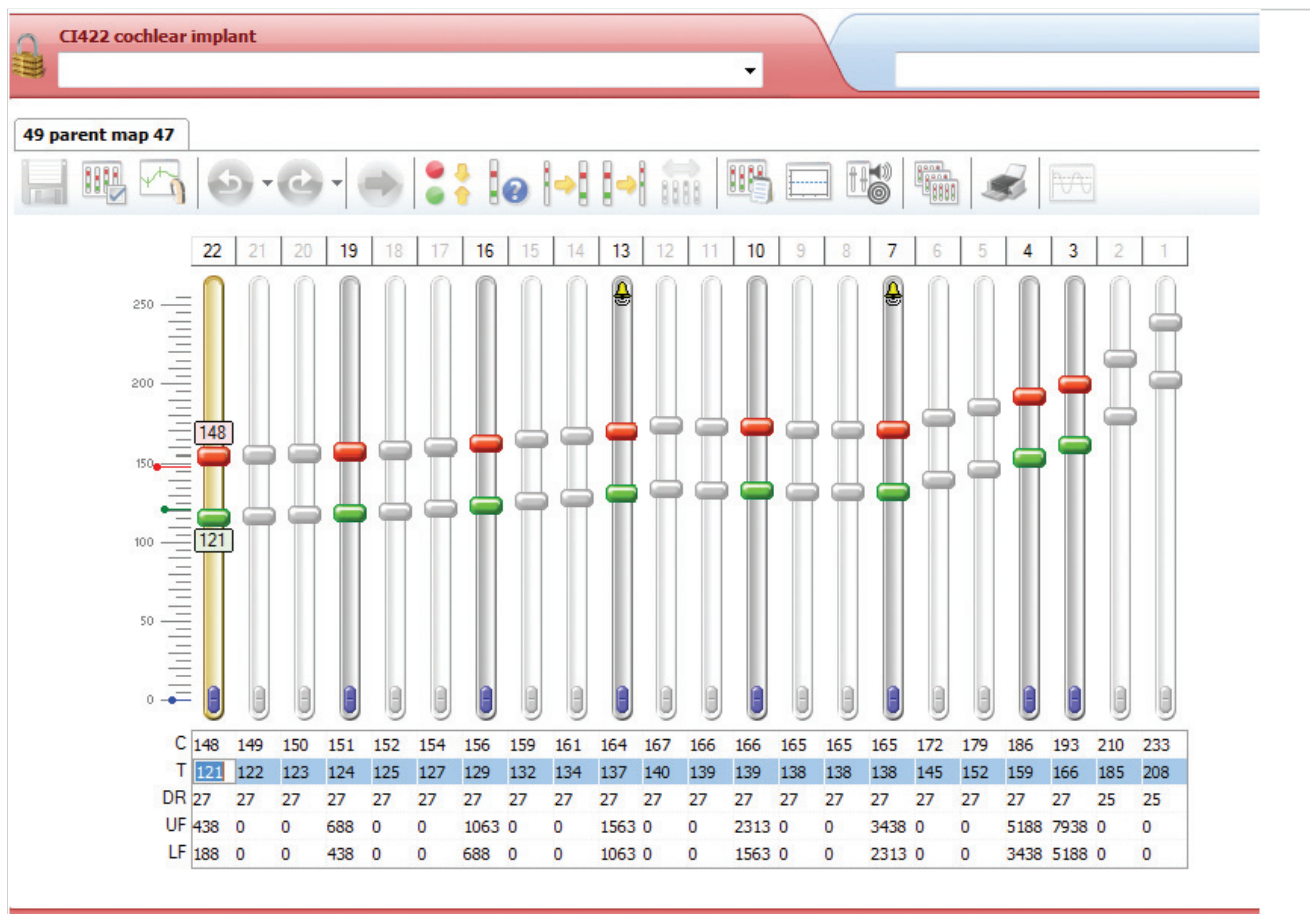 CI422 cochlear implant
49 parent map 47
22 21 20 19 18 17 16 15 14 13 12 11 10 9 8 7 6 5 4 3 2 1
250
200
148
150
121
100
50
0
C 148 149 150 151 152 154 156 159 161 164 167 166 166 165 165 165 172 179 186 193 210 233
T 121 122 123 124 125 127 129 132 134 137 140 139 139 138 138 138 145 152 159 166 185 208
DR 27 27 27 27 27 27 27 27 27 27 27 27 27 27 27 27 27 27 27 27 25 25
UF 438 0 0 688 0 0 1063 0 0 1563 0 0 2313 0 0 3438 0 0 5188 7938 0 0
LF 188 0 0 438 0 0 688 0 0 1063 0 0 1563 0 0 2313 0 0 3438 5188 0 0